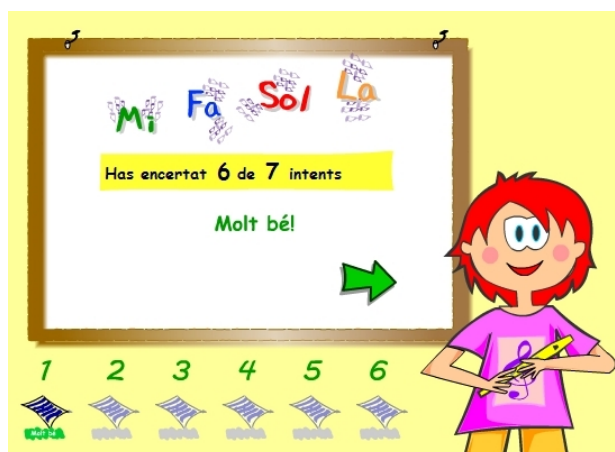 Mi Fa Sol La
Has encertat 6 de 7 intents
Molt bé!
1 2 3 4 5 6
Molt bé